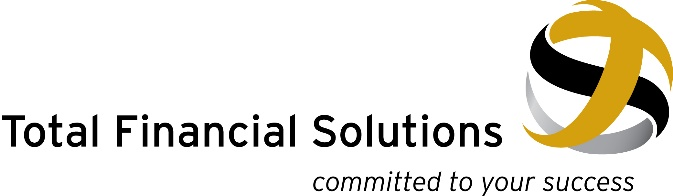 Total Financial Solutions
committed to your success